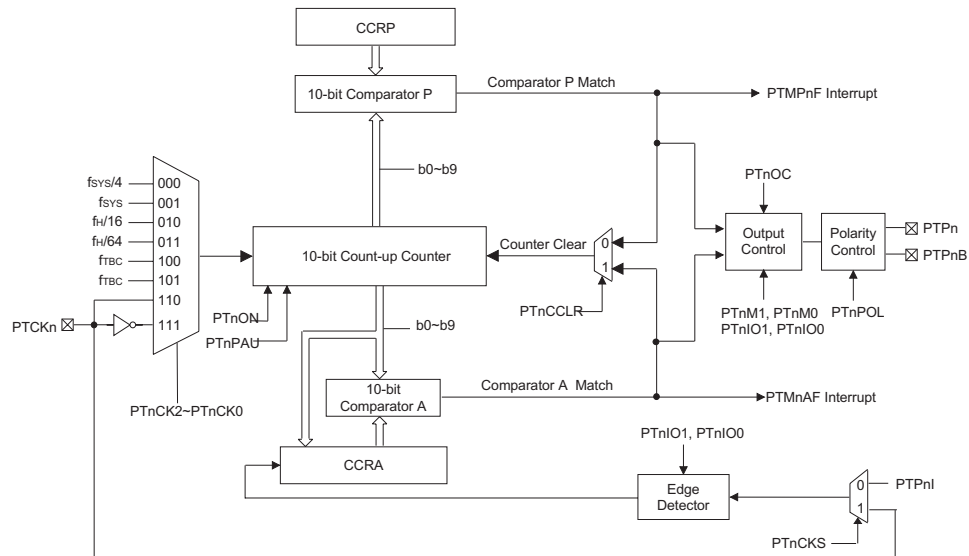 CCRP
10-bit Comparator P
Comparator P Match
PTMPnF Interrupt
b0~b9
PTnOC
fSYS/4
000
fSYS
001
fH/16
010
fH/64
011
fTBC
100
fTBC
101
110
111
10-bit Count-up Counter
Counter Clear
0
1
Output
Control
Polarity
Control
PTPn
PTPnB
PTCKn
PTnON
PTnPAU
b0~b9
PTnCCLR
PTnM1, PTnM0
PTnIO1, PTnIO0
PTnPOL
PTnCK2~PTnCK0
10-bit
Comparator A
Comparator A Match
PTMnAF Interrupt
CCRA
PTnIO1, PTnIO0
Edge
Detector
0
1
PTPnI
PTnCKS